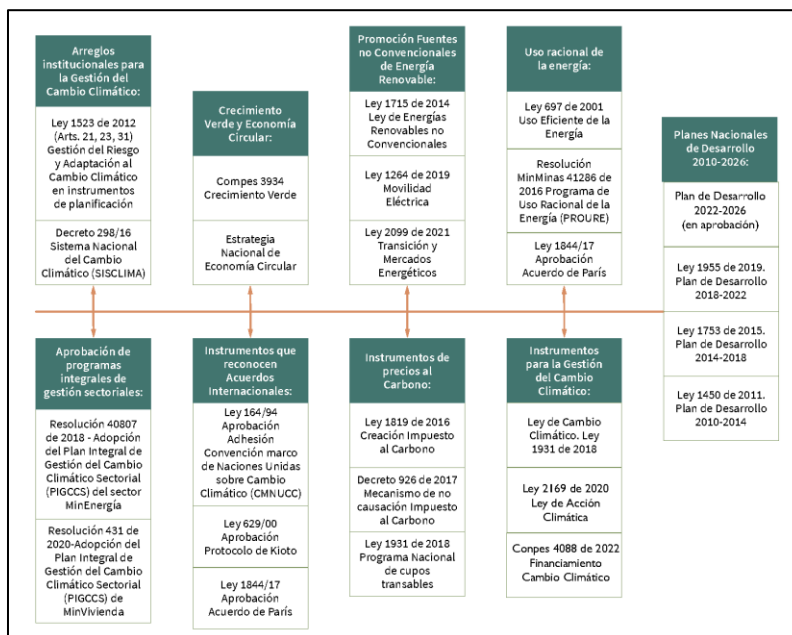 Arreglos
institucionales para
la Gestión del
Cambio Climático:
Ley 1523 de 2012
(Arts. 21, 23, 31)
Gestión del Riesgo
y Adaptación al
Cambio Climático
en instrumentos
de planificación
Decreto 298/16
Sistema Nacional
del Cambio
Climático (SISCLIMA)
Crecimiento
Verde y Economía
Circular:
Compes 3934
Crecimiento Verde
Estrategia
Nacional de
Economía Circular
Promoción Fuentes
no Convencionales
de Energía
Renovable:
Ley 1715 de 2014
Ley de Energías
Renovables no
Convencionales
Ley 1264 de 2019
Movilidad
Eléctrica
Ley 2099 de 2021
Transición y
Mercados
Energéticos
Uso racional de
la energía:
Ley 697 de 2001
Uso Eficiente de la
Energía
Resolución
MinMinas 41286 de
2016 Programa de
Uso Racional de la
Energía (PROURE)
Ley 1844/17
Aprobación
Acuerdo de París
Planes Nacionales
de Desarrollo
2010-2026:
Plan de Desarrollo
2022-2026
(en aprobación)
Ley 1955 de 2019.
Plan de Desarrollo
2018-2022
Ley 1753 de 2015.
Plan de Desarrollo
2014-2018
Ley 1450 de 2011.
Plan de Desarrollo
2010-2014
Aprobación de
programas
integrales de
gestión sectoriales:
Resolución 40807
de 2018 - Adopción
del Plan Integral de
Gestión del Cambio
Climático Sectorial
(PIGCCS) del sector
MinEnergía
Resolución 431 de
2020-Adopción del
Plan Integral de
Gestión del Cambio
Climático Sectorial
(PIGCCS) de
MinVivienda
Instrumentos que
reconocen
Acuerdos
Internacionales:
Ley 164/94
Aprobación
Adhesión
Convención marco
de Naciones Unidas
sobre Cambio
Climático (CMNUCC)
Ley 629/00
Aprobación
Protocolo de Kioto
Ley 1844/17
Aprobación
Acuerdo de París
Instrumentos de
precios al
Carbono:
Ley 1819 de 2016
Creación Impuesto
al Carbono
Decreto 926 de 2017
Mecanismo de no
causación Impuesto
al Carbono
Ley 1931 de 2018
Programa Nacional
de cupos
transables
Instrumentos
para la Gestión
del Cambio
Climático:
Ley de Cambio
Climático. Ley
1931 de 2018
Ley 2169 de 2020
Ley de Acción
Climática
Conpes 4088 de 2022
Financiamiento
Cambio Climático